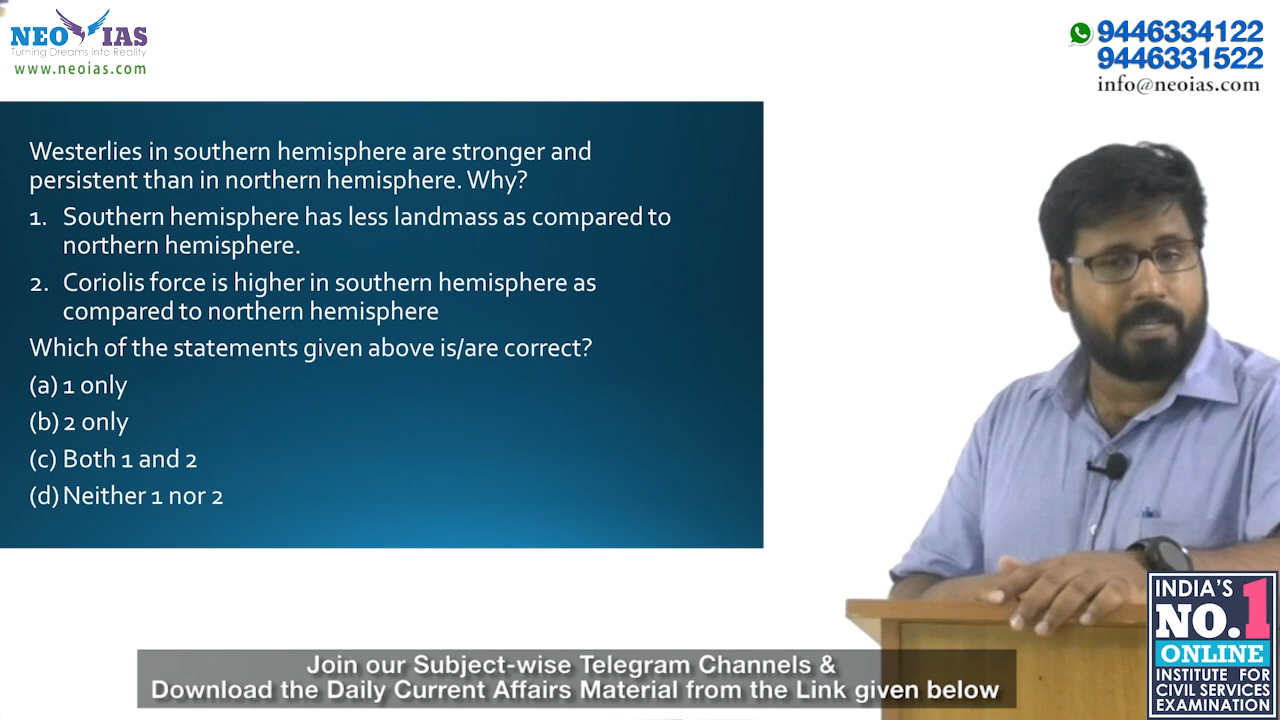 NEO IAS
Turning Dreams into Reality
www.neoias.com
9446334122
9446331522
info@neoias.com
Westerlies in southern hemisphere are stronger and
persistent than in northern hemisphere. Why?
1. Southern hemisphere has less landmass as compared to
northern hemisphere.
2. Coriolis force is higher in southern hemisphere as
compared to northern hemisphere
Which of the statements given above is/are correct?
(a) 1 only
(b) 2 only
(c) Both 1 and 2
(d) Neither 1 nor 2
INDIA'S
NO.1
ONLINE
INSTITUTE FOR
CIVIL SERVICES
EXAMINATION
Join our Subject-wise Telegram Channels &
Download the Daily Current Affairs Material from the Link given below